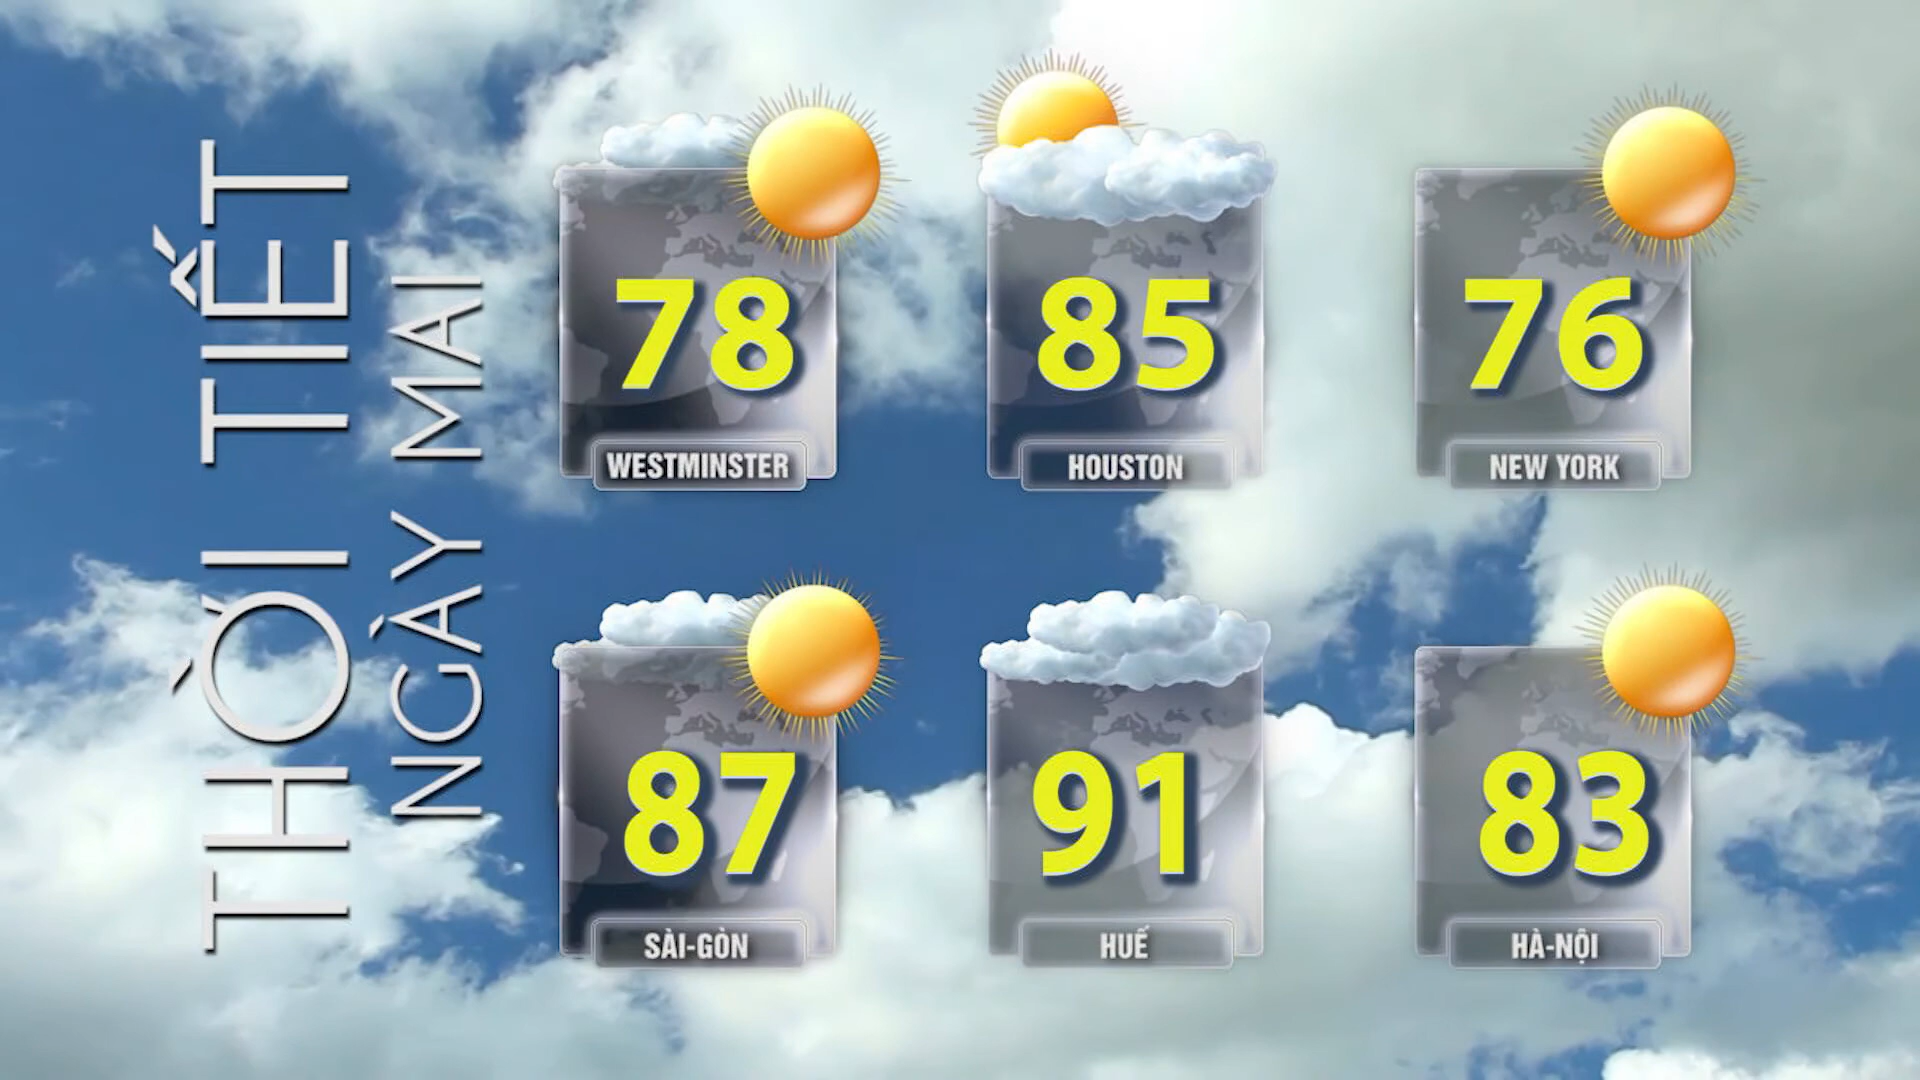 THỜI TIẾT
NGÀY MAI
78
WESTMINSTER
85
HOUSTON
76
NEW YORK
87
SÀI-GÒN
91
HUẾ
83
HÀ-NỘI